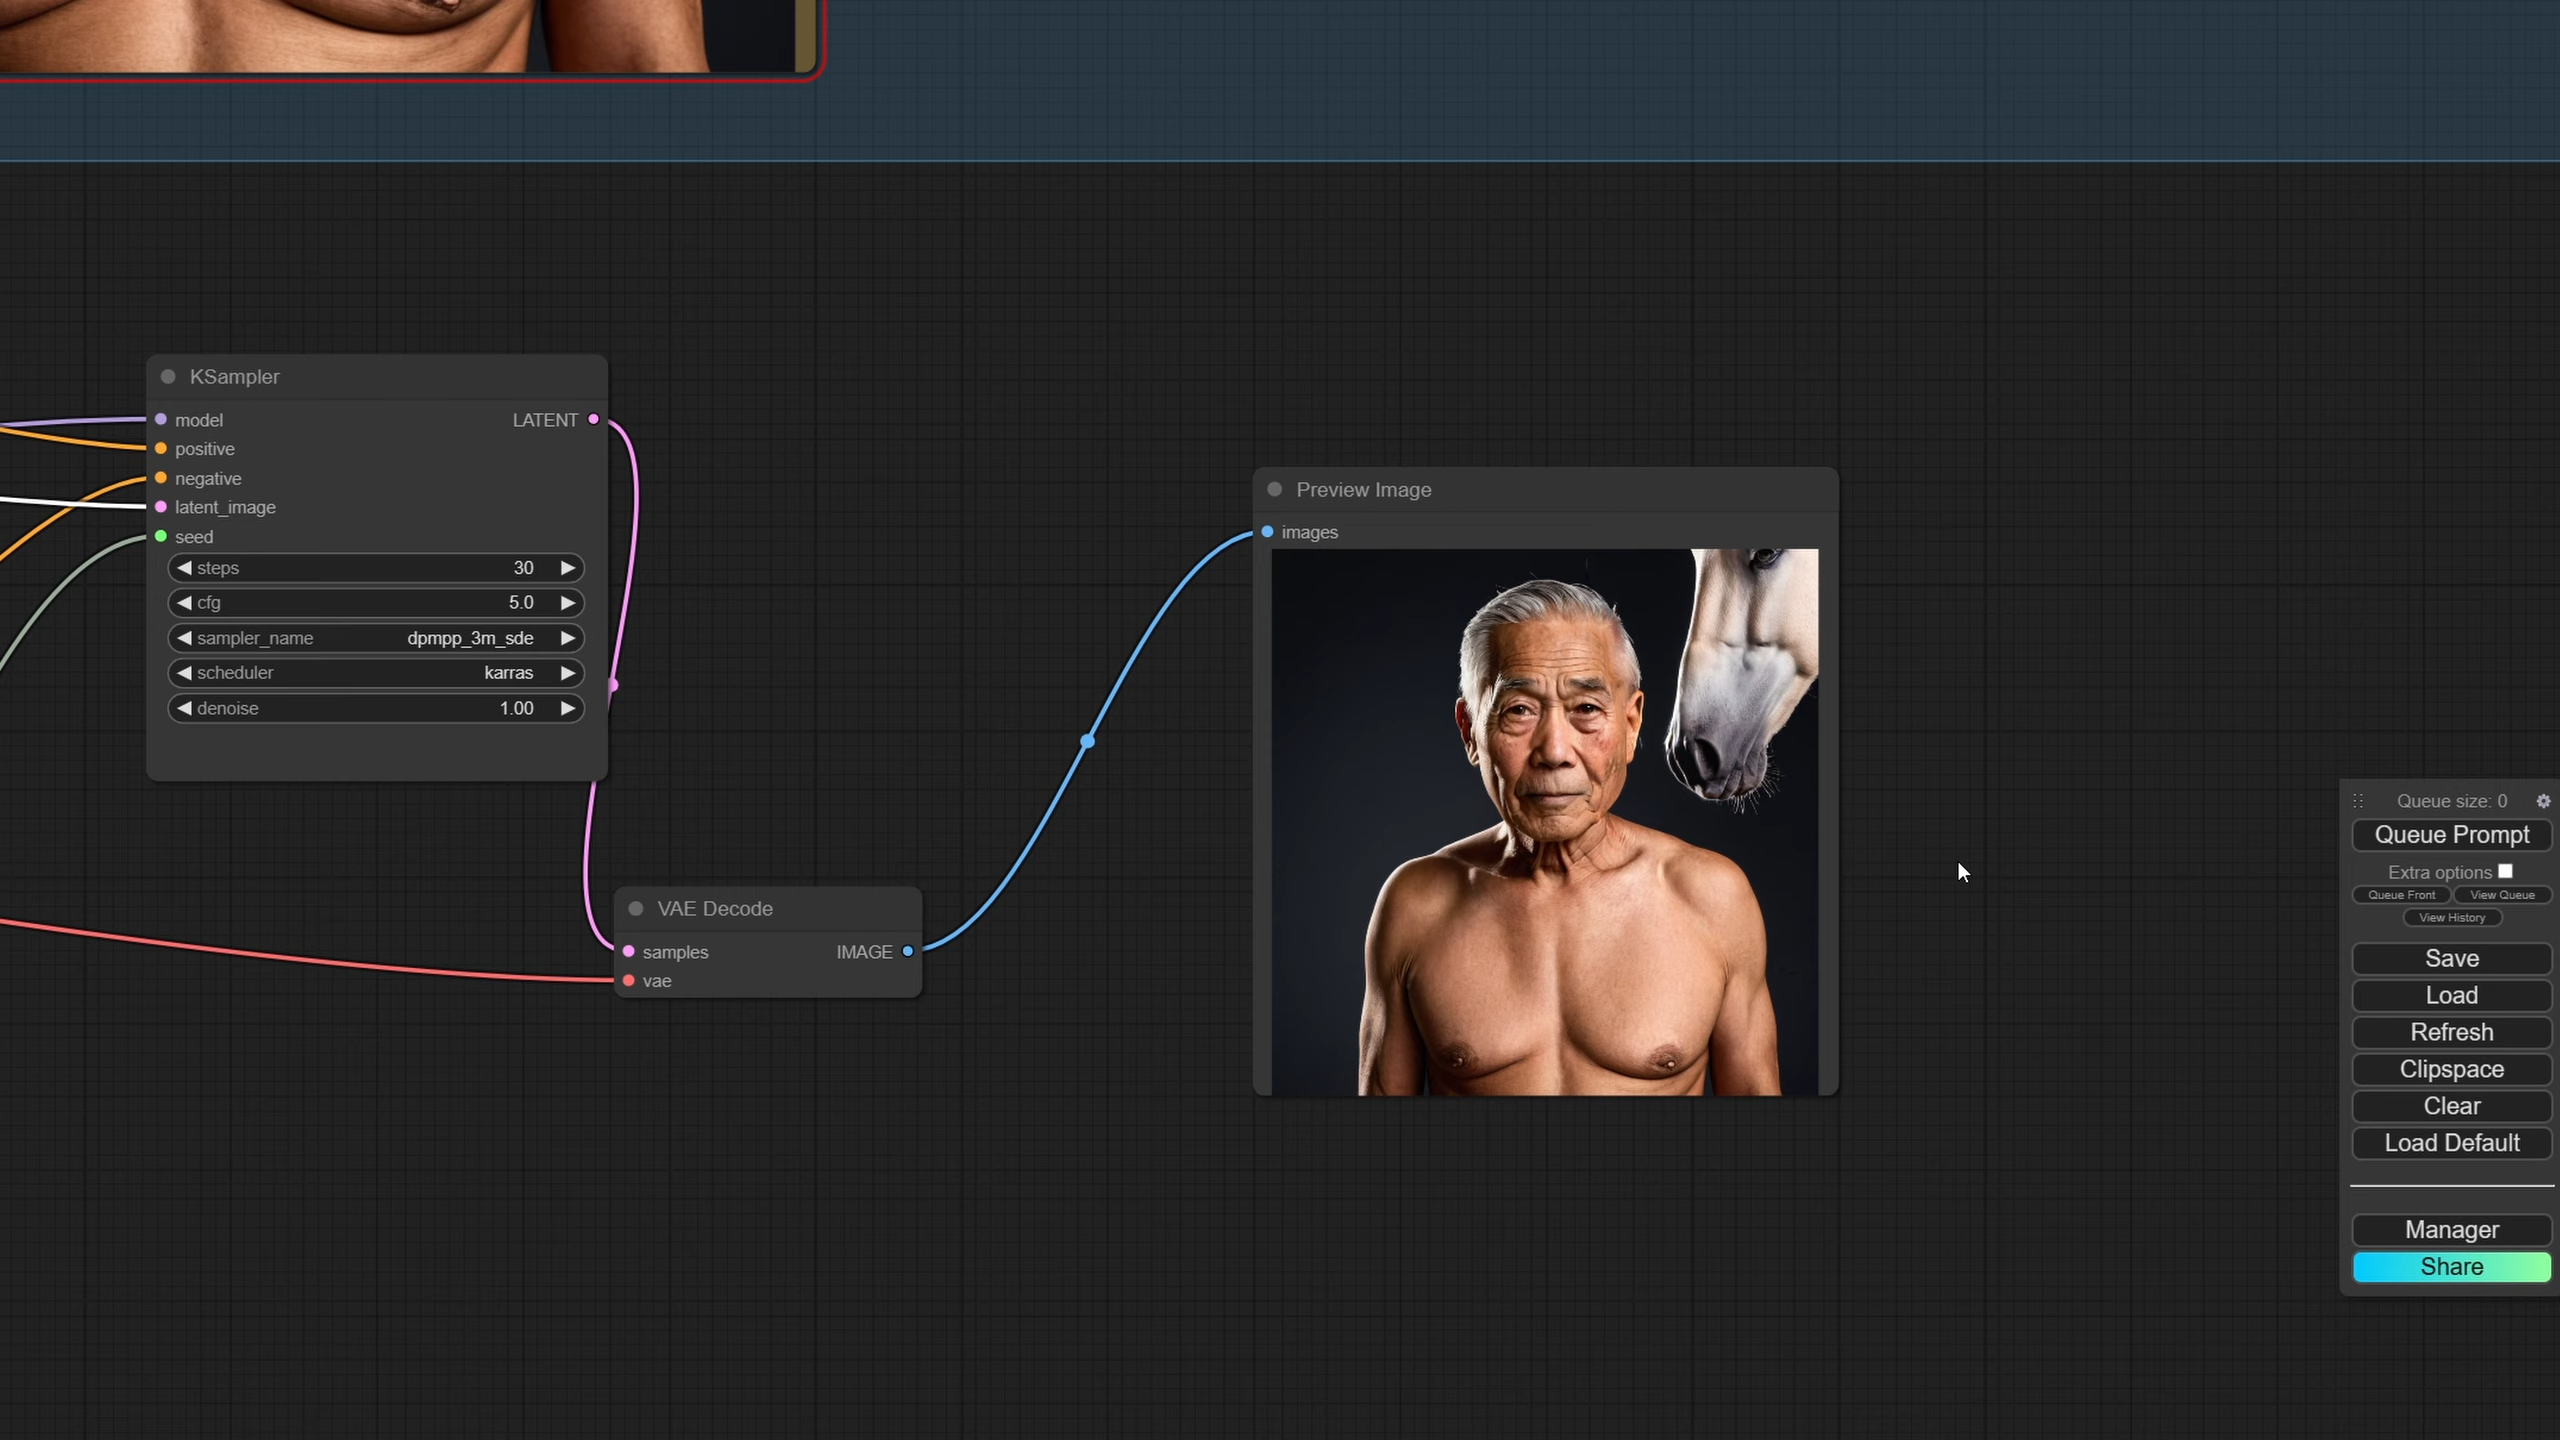 KSampler
model LATENT
positive
negative
latent_image
seed
steps 30
cfg 5.0
sampler_name dpmpp_3m_sde
scheduler karras
denoise 1.00
VAE Decode
samples IMAGE
vae
Preview Image
images
Queue size: 0
Queue Prompt
Extra options
Queue Front View Queue
View History
Save
Load
Refresh
Clipspace
Clear
Load Default
Manager
Share